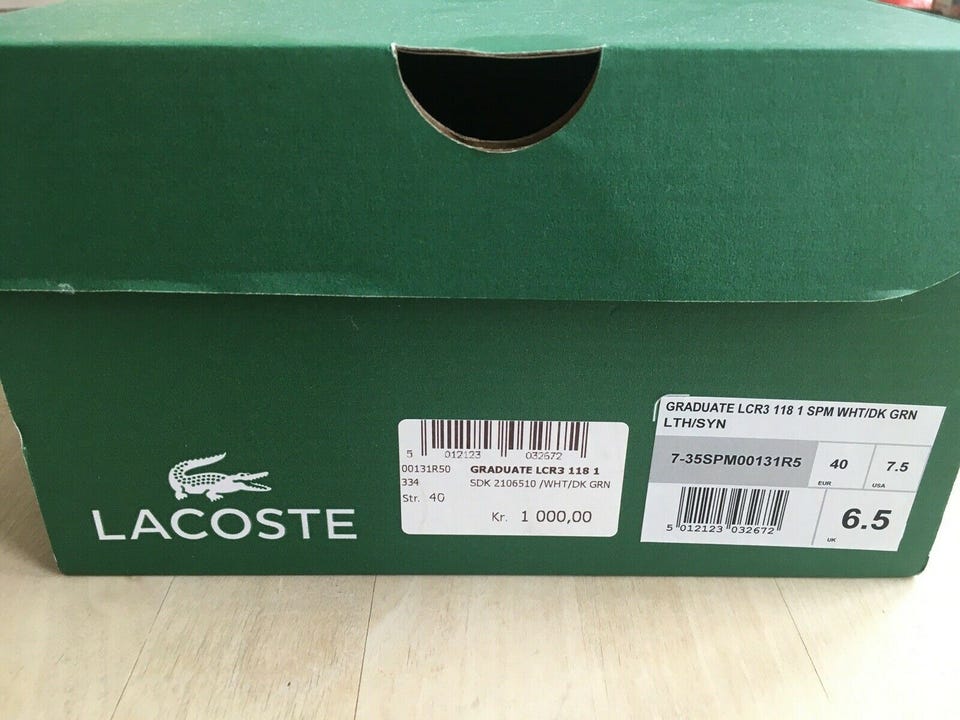 LACOSTE
5 012123 032672
00131R50 GRADUATE LCR3 118 1
334 SDK 2106510 /WHT/DK GRN
Str. 40
Kr. 1 000,00
GRADUATE LCR3 118 1 SPM WHT/DK GRN
LTH/SYN
7-35SPM00131R5 40 7.5
EUR USA
5 012123 032672 6.5
UK